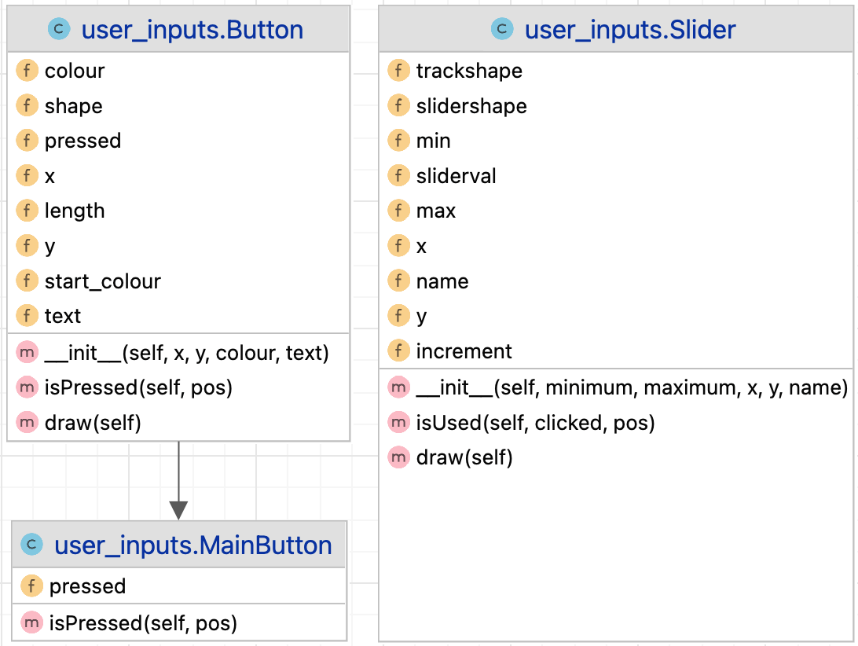 C user_inputs.Button
f colour
f shape
f pressed
f x
f length
f y
f start_colour
f text
m __init__(self, x, y, colour, text)
m isPressed(self, pos)
m draw(self)
C user_inputs.MainButton
f pressed
m isPressed(self, pos)
C user_inputs.Slider
f trackshape
f slidershape
f min
f sliderval
f max
f x
f name
f y
f increment
m __init__(self, minimum, maximum, x, y, name)
m isUsed(self, clicked, pos)
m draw(self)